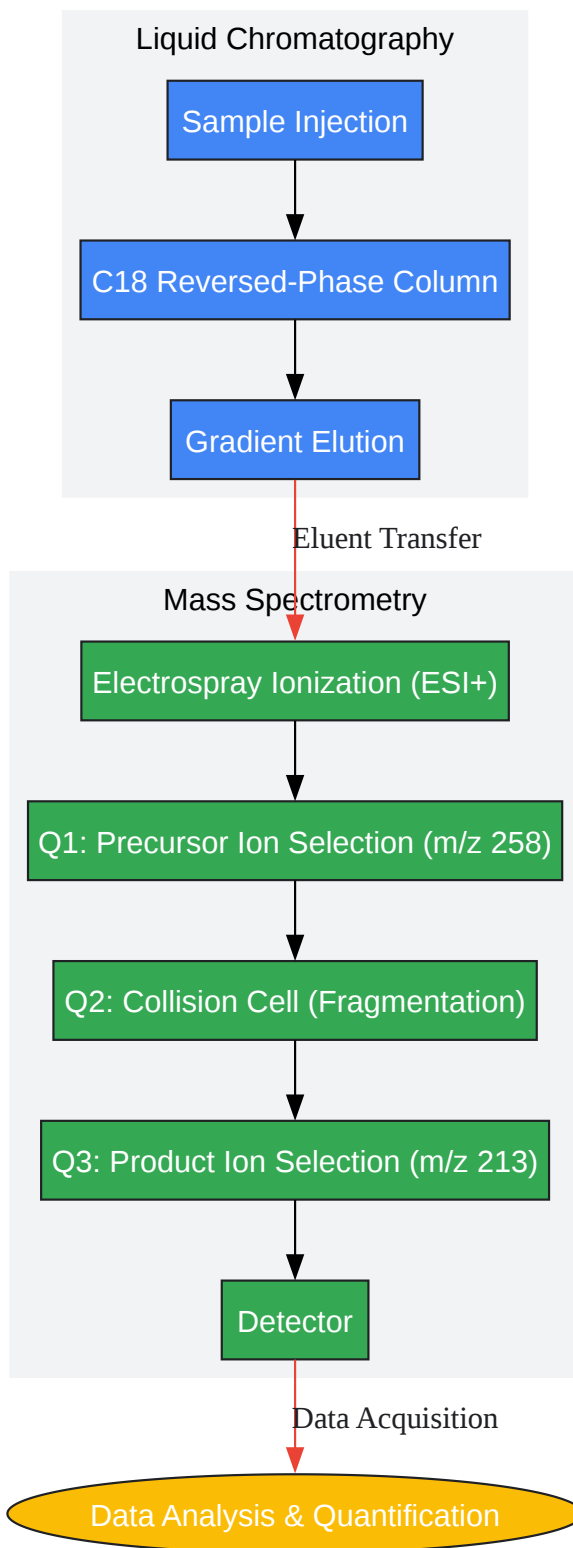 Liquid Chromatography
Sample Injection
C18 Reversed-Phase Column
Gradient Elution
Eluent Transfer
Mass Spectrometry
Electrospray Ionization (ESI+)
Q1: Precursor Ion Selection (m/z 258)
Q2: Collision Cell (Fragmentation)
Q3: Product Ion Selection (m/z 213)
Detector
Data Acquisition
Data Analysis & Quantification